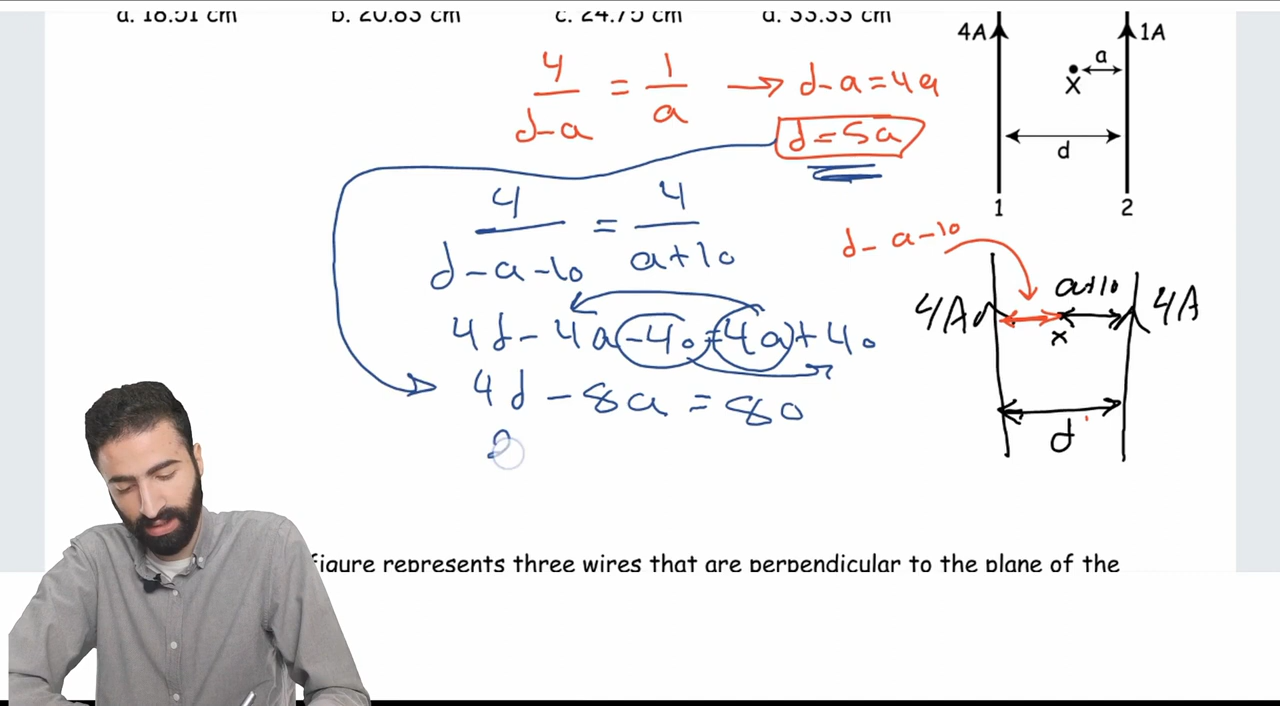 a. 18.51 cm b. 20.83 cm c. 24.75 cm d. 33.33 cm
4A 1A
a
X
d
1 2
4/(d-a) = 1/a → d-a=4a
d=5a
4/(d-a-10) = 4/(a+10)
4d-4a-40=4a+40
4d-8a=80
d-a-10
a+10
4A 4A
x
d
figure represents three wires that are perpendicular to the plane of the